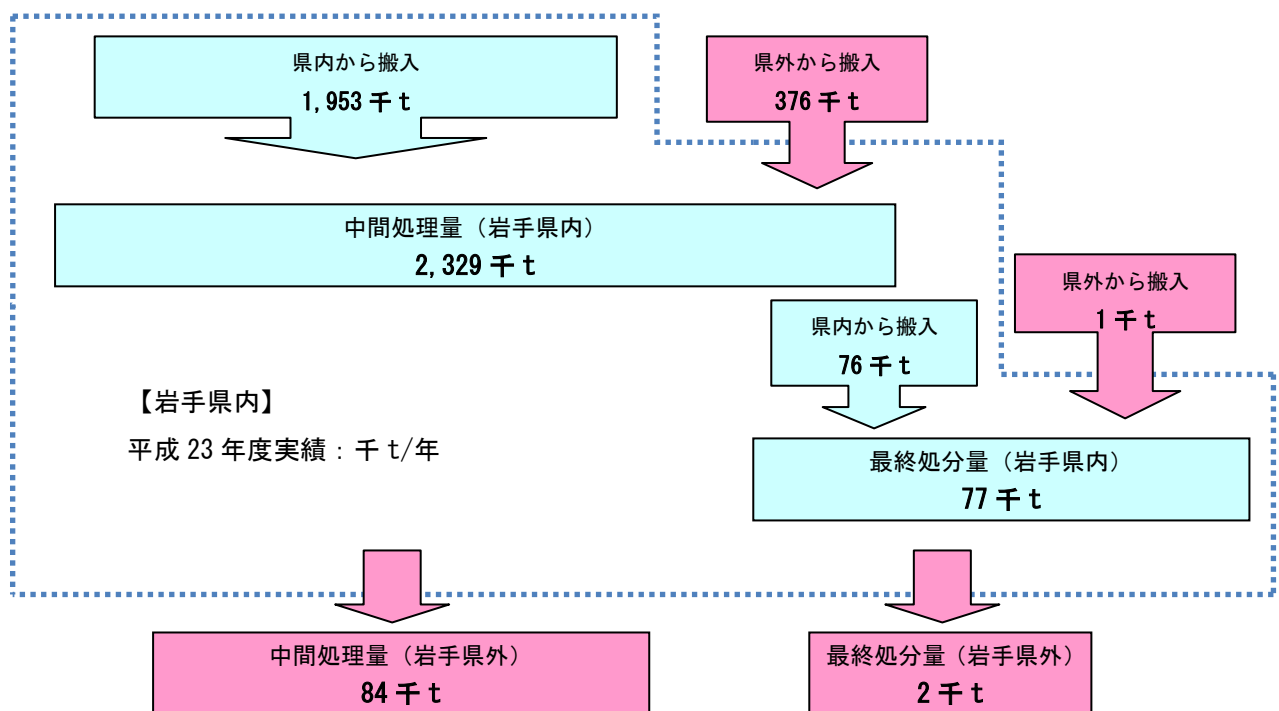 県内から搬入
1,953 千 t
県外から搬入
376 千 t
中間処理量（岩手県内）
2,329 千 t
県外から搬入
1 千 t
県内から搬入
76 千 t
【岩手県内】
平成 23 年度実績：千 t/年
最終処分量（岩手県内）
77 千 t
中間処理量（岩手県外）
84 千 t
最終処分量（岩手県外）
2 千 t